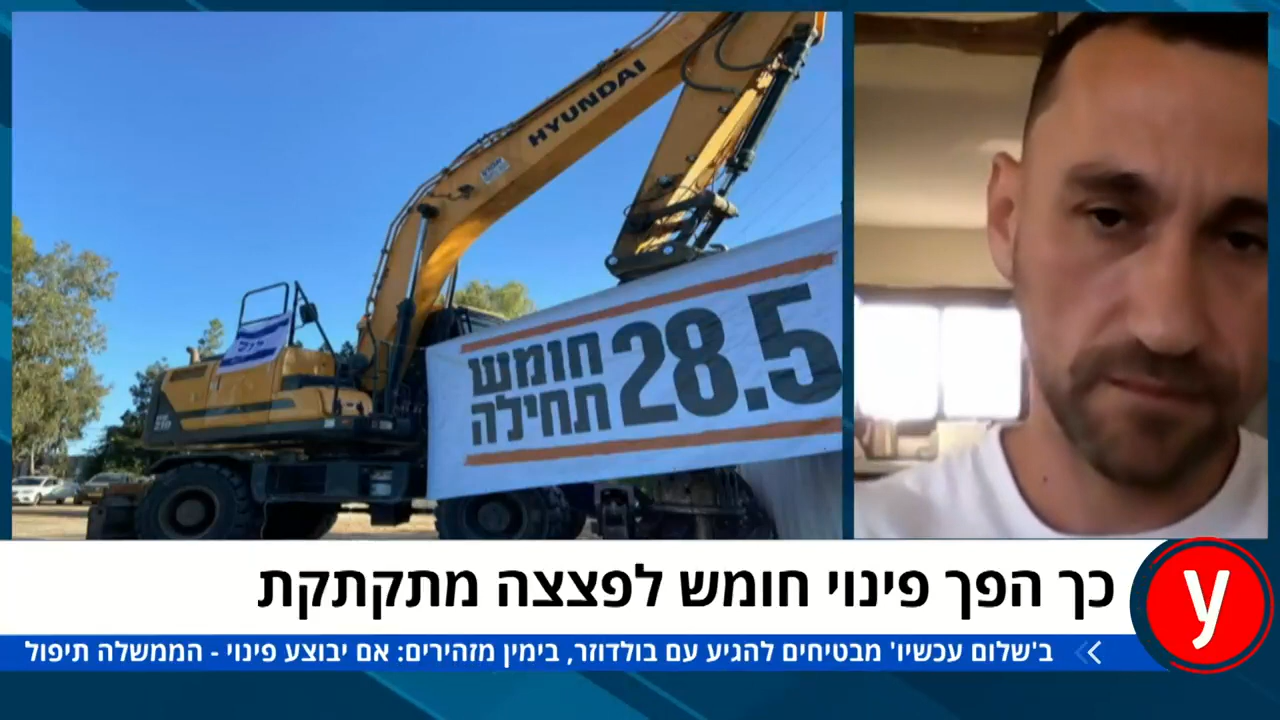 HYUNDAI
חומש
תחילה
28.5
כך הפך פינוי חומש לפצצה מתקתקת
ב'שלום עכשיו' מבטיחים להגיע עם בולדוזר, בימין מזהירים: אם יבוצע פינוי - הממשלה תיפול
y